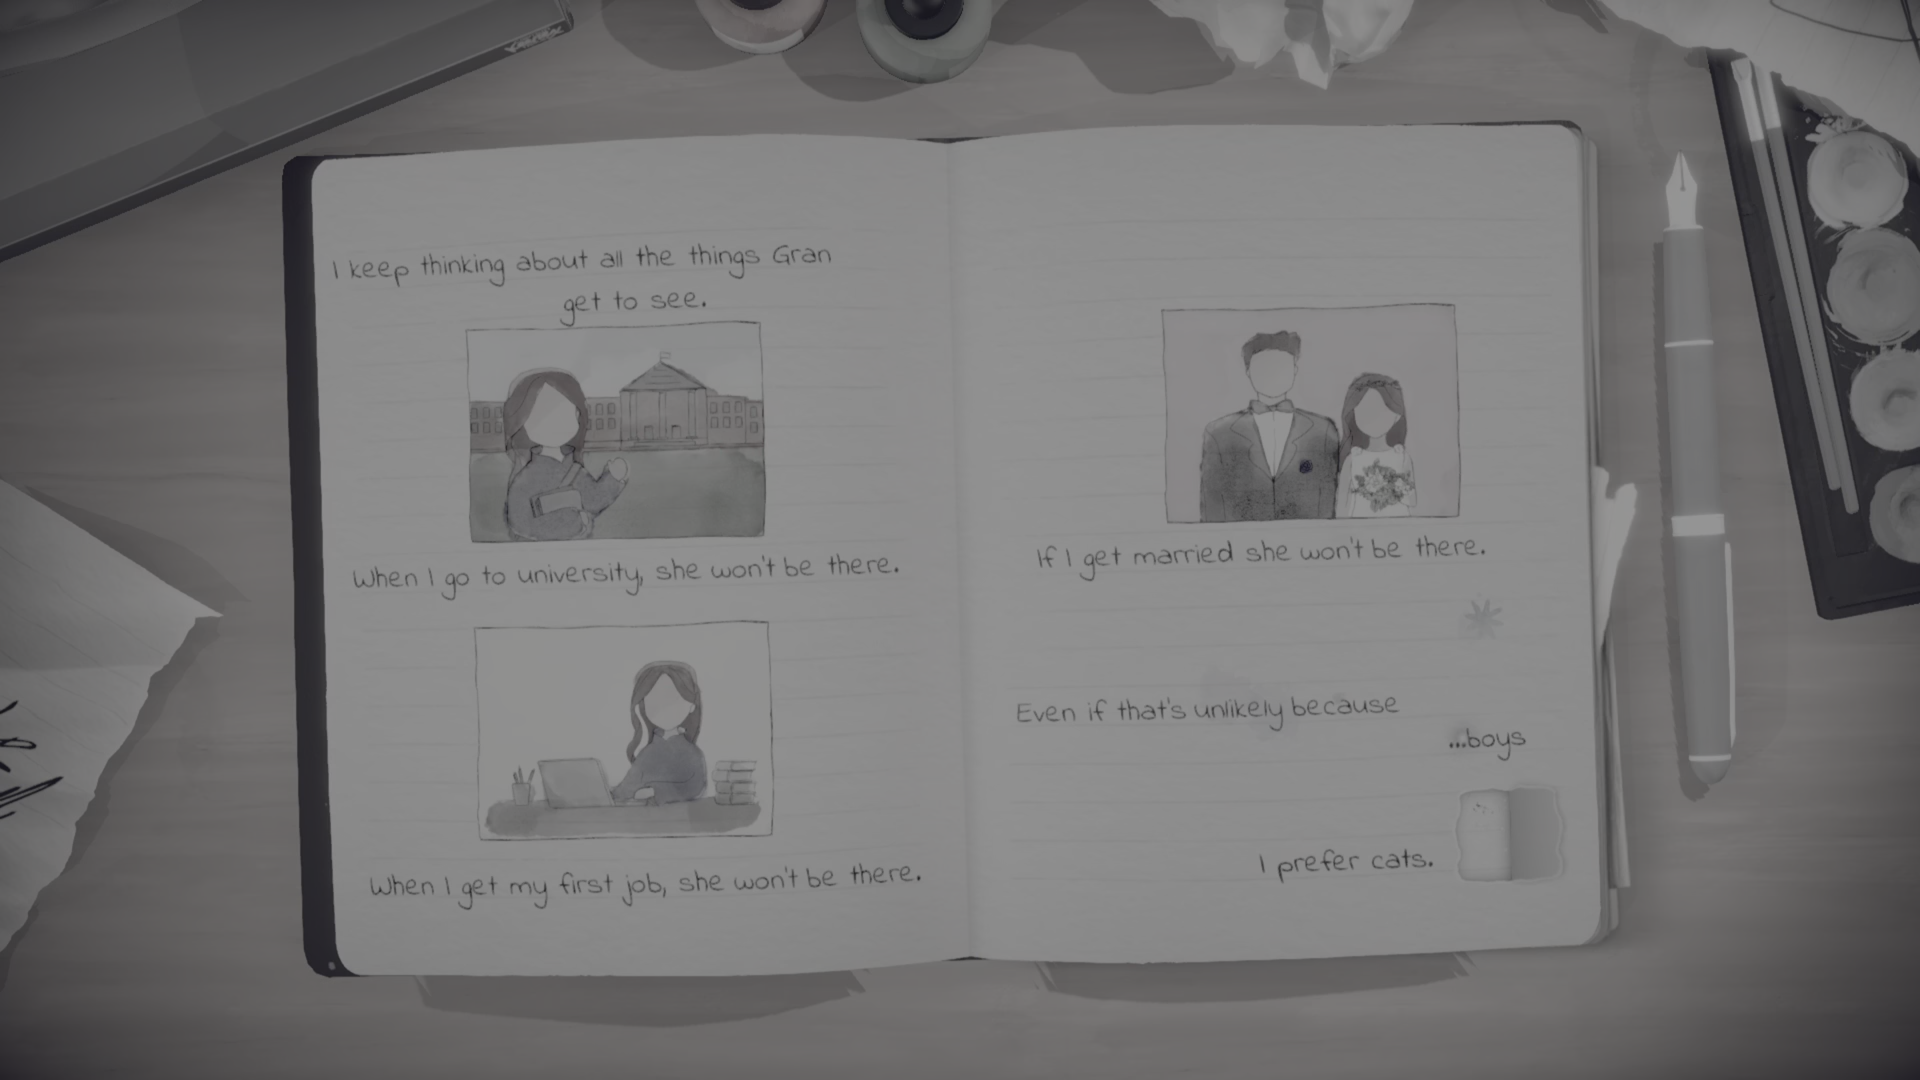 I keep thinking about all the things Gran
get to see.
When I go to university, she won't be there.
When I get my first job, she won't be there.
If I get married she won't be there.
Even if that's unlikely because
...boys
I prefer cats.